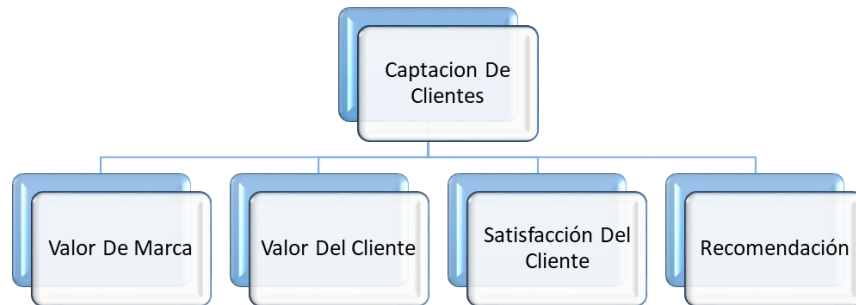 Captacion De
Clientes
Valor De Marca
Valor Del Cliente
Satisfacción Del
Cliente
Recomendación